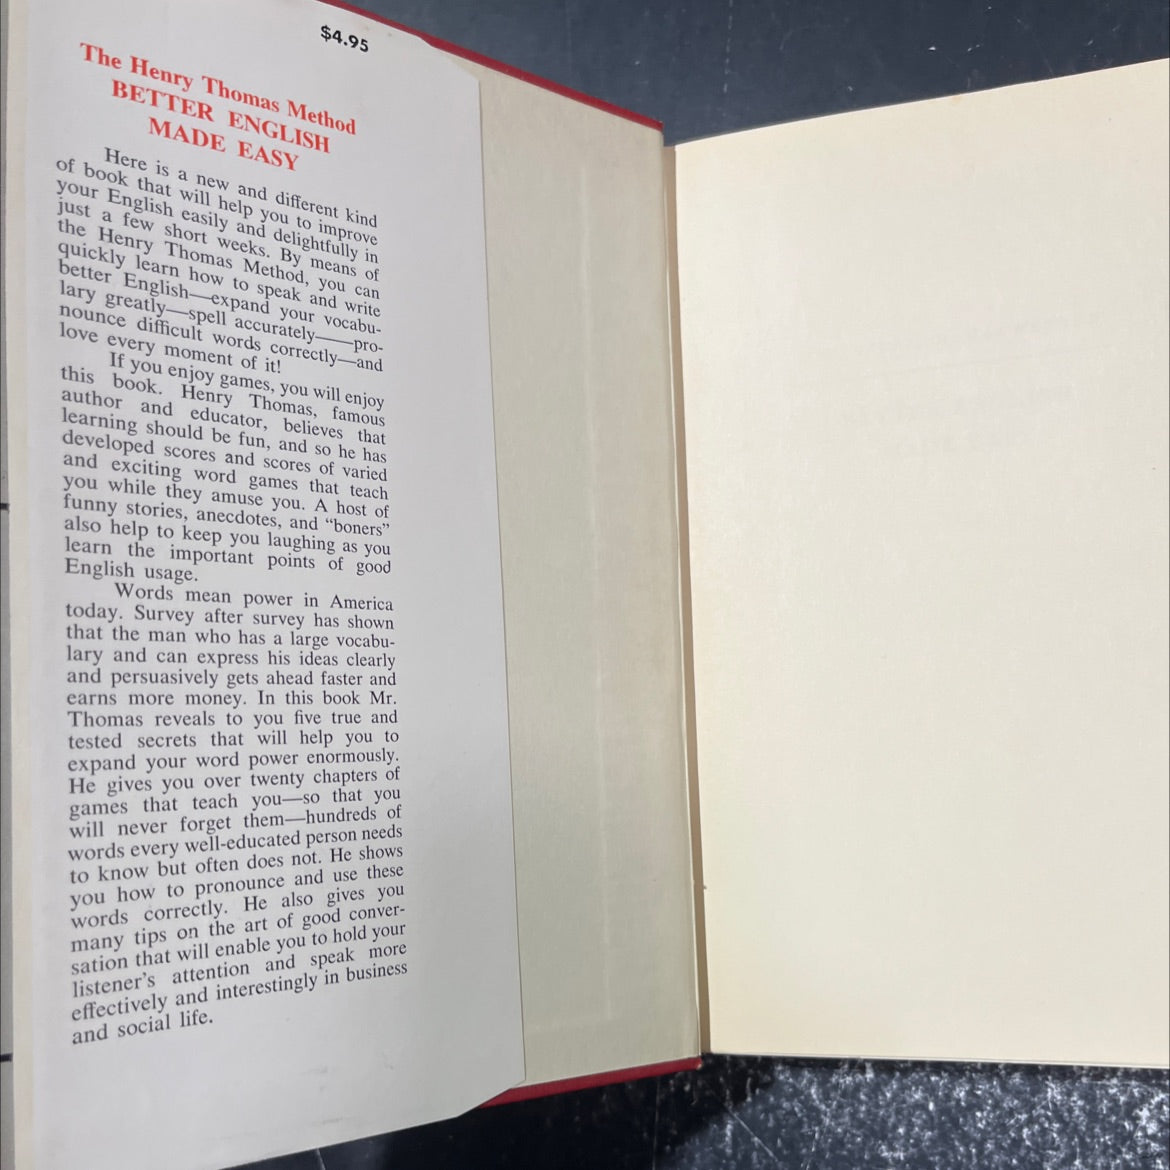 $4.95
The Henry Thomas Method
BETTER ENGLISH
MADE EASY
Here is a new and different kind
of book that will help you to improve
your English easily and delightfully in
just a few short weeks. By means of
the Henry Thomas Method, you can
quickly learn how to speak and write
better English—expand your vocabu-
lary greatly—spell accurately——pro-
nounce difficult words correctly—and
love every moment of it!
If you enjoy games, you will enjoy
this book. Henry Thomas, famous
author and educator, believes that
learning should be fun, and so he has
developed scores and scores of varied
and exciting word games that teach
you while they amuse you. A host of
funny stories, anecdotes, and “boners”
also help to keep you laughing as you
learn the important points of good
English usage.
Words mean power in America
today. Survey after survey has shown
that the man who has a large vocabu-
lary and can express his ideas clearly
and persuasively gets ahead faster and
earns more money. In this book Mr.
Thomas reveals to you five true and
tested secrets that will help you to
expand your word power enormously.
He gives you over twenty chapters of
games that teach you—so that you
will never forget them—hundreds of
words every well-educated person needs
to know but often does not. He shows
you how to pronounce and use these
words correctly. He also gives you
many tips on the art of good conver-
sation that will enable you to hold your
listener’s attention and speak more
effectively and interestingly in business
and social life.